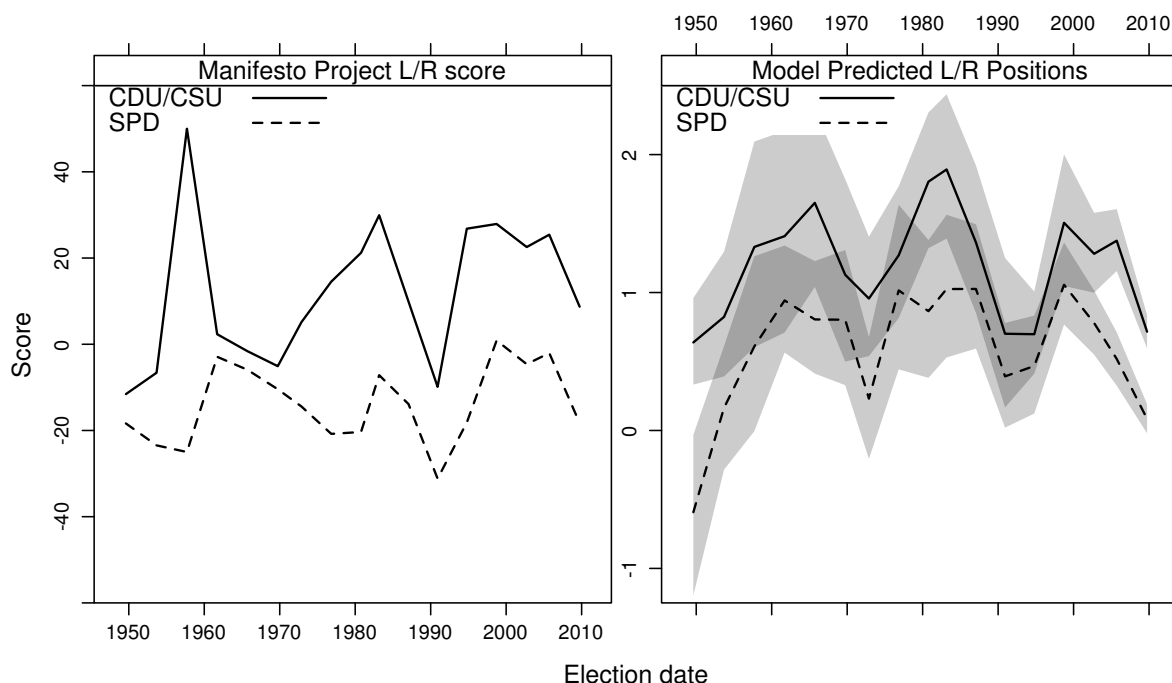 1950 1960 1970 1980 1990 2000 2010
Manifesto Project L/R score
Model Predicted L/R Positions
CDU/CSU
SPD
CDU/CSU
SPD
40
20
0
-20
-40
Score
2
1
0
-1
1950 1960 1970 1980 1990 2000 2010
Election date